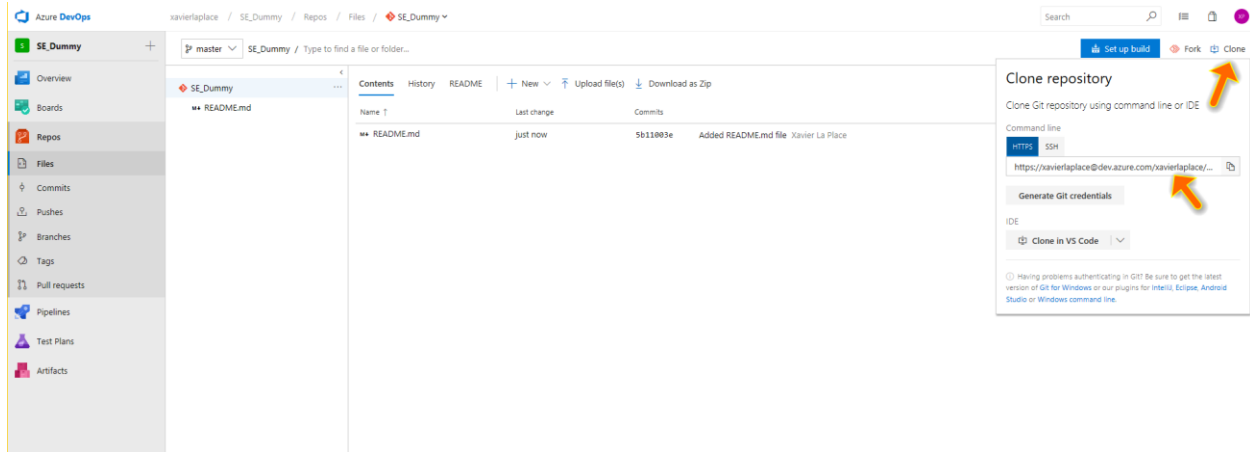 Azure DevOps
xavierlaplace / SE_Dummy / Repos / Files / SE_Dummy
Search
S SE_Dummy
master SE_Dummy / Type to find a file or folder...
Set up build Fork Clone
Overview
Boards
Repos
Files
Commits
Pushes
Branches
Tags
Pull requests
Pipelines
Test Plans
Artifacts
SE_Dummy ...
M↓ README.md
Contents History README New Upload file(s) Download as Zip
Name ↑ Last change Commits
M↓ README.md just now 5b11003e Added README.md file Xavier La Place
Clone repository
Clone Git repository using command line or IDE
Command line
HTTPS SSH
https://xavierlaplace@dev.azure.com/xavierlaplace/...
Generate Git credentials
IDE
Clone in VS Code
Having problems authenticating in Git? Be sure to get the latest
version of Git for Windows or our plugins for IntelliJ, Eclipse, Android
Studio or Windows command line.